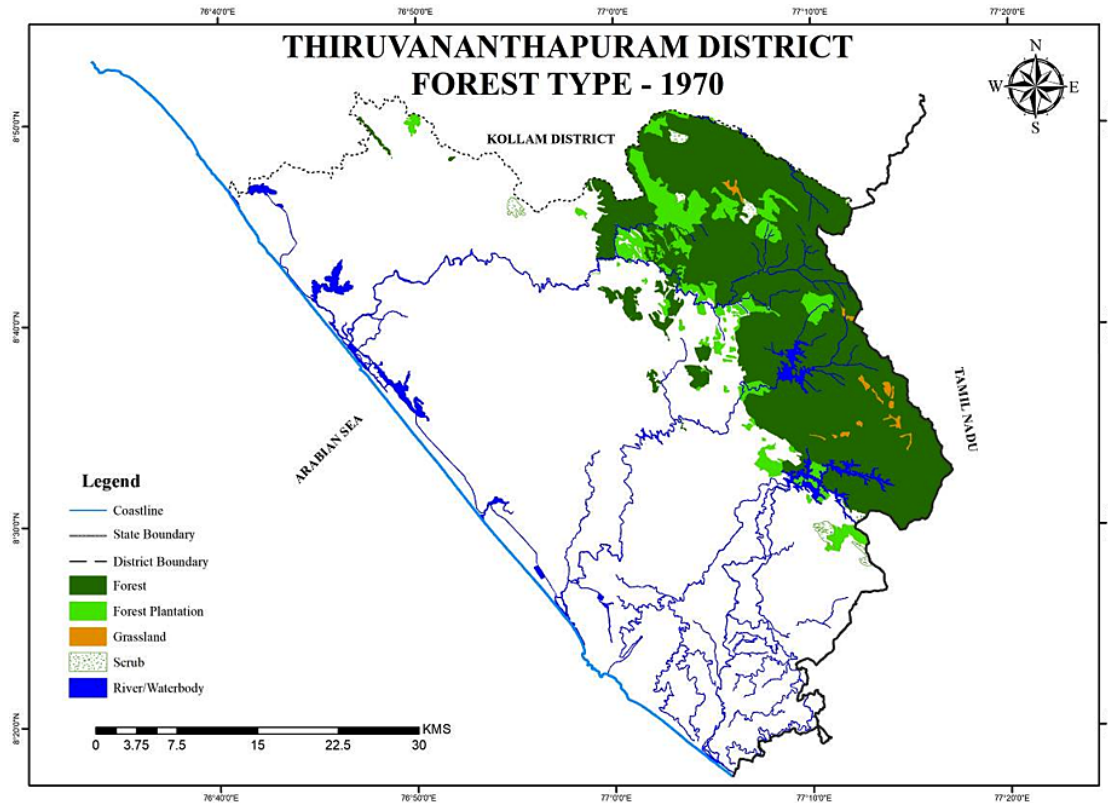 76°40'0"E 76°50'0"E 77°0'0"E 77°10'0"E 77°20'0"E
THIRUVANANTHAPURAM DISTRICT
FOREST TYPE - 1970
N
W E
S
8°50'0"N
KOLLAM DISTRICT
8°40'0"N
TAMIL NADU
ARABIAN SEA
Legend
Coastline
8°30'0"N
State Boundary
District Boundary
Forest
Forest Plantation
Grassland
Scrub
River/Waterbody
8°20'0"N
KMS
0 3.75 7.5 15 22.5 30
76°40'0"E 76°50'0"E 77°0'0"E 77°10'0"E 77°20'0"E